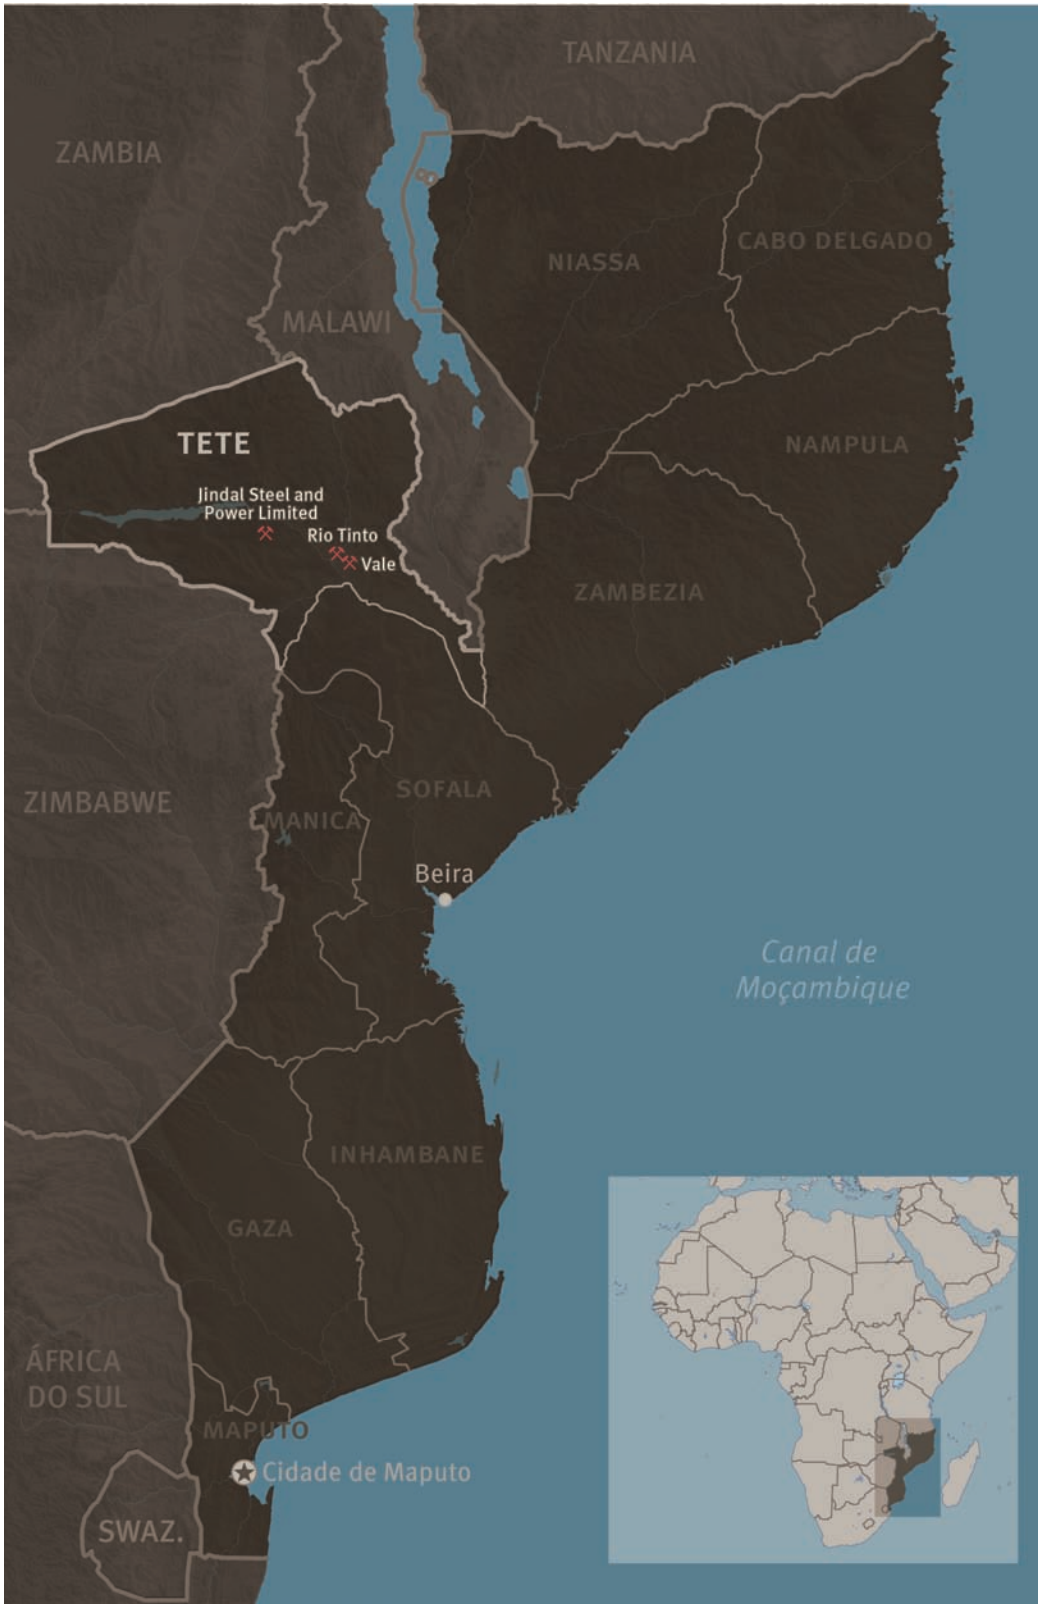 TANZANIA
ZAMBIA
CABO DELGADO
NIASSA
MALAWI
TETE
NAMPULA
Jindal Steel and
Power Limited
Rio Tinto
Vale
ZAMBEZIA
ZIMBABWE
SOFALA
MANICA
Beira
Canal de
Moçambique
INHAMBANE
GAZA
ÁFRICA
DO SUL
MAPUTO
Cidade de Maputo
SWAZ.